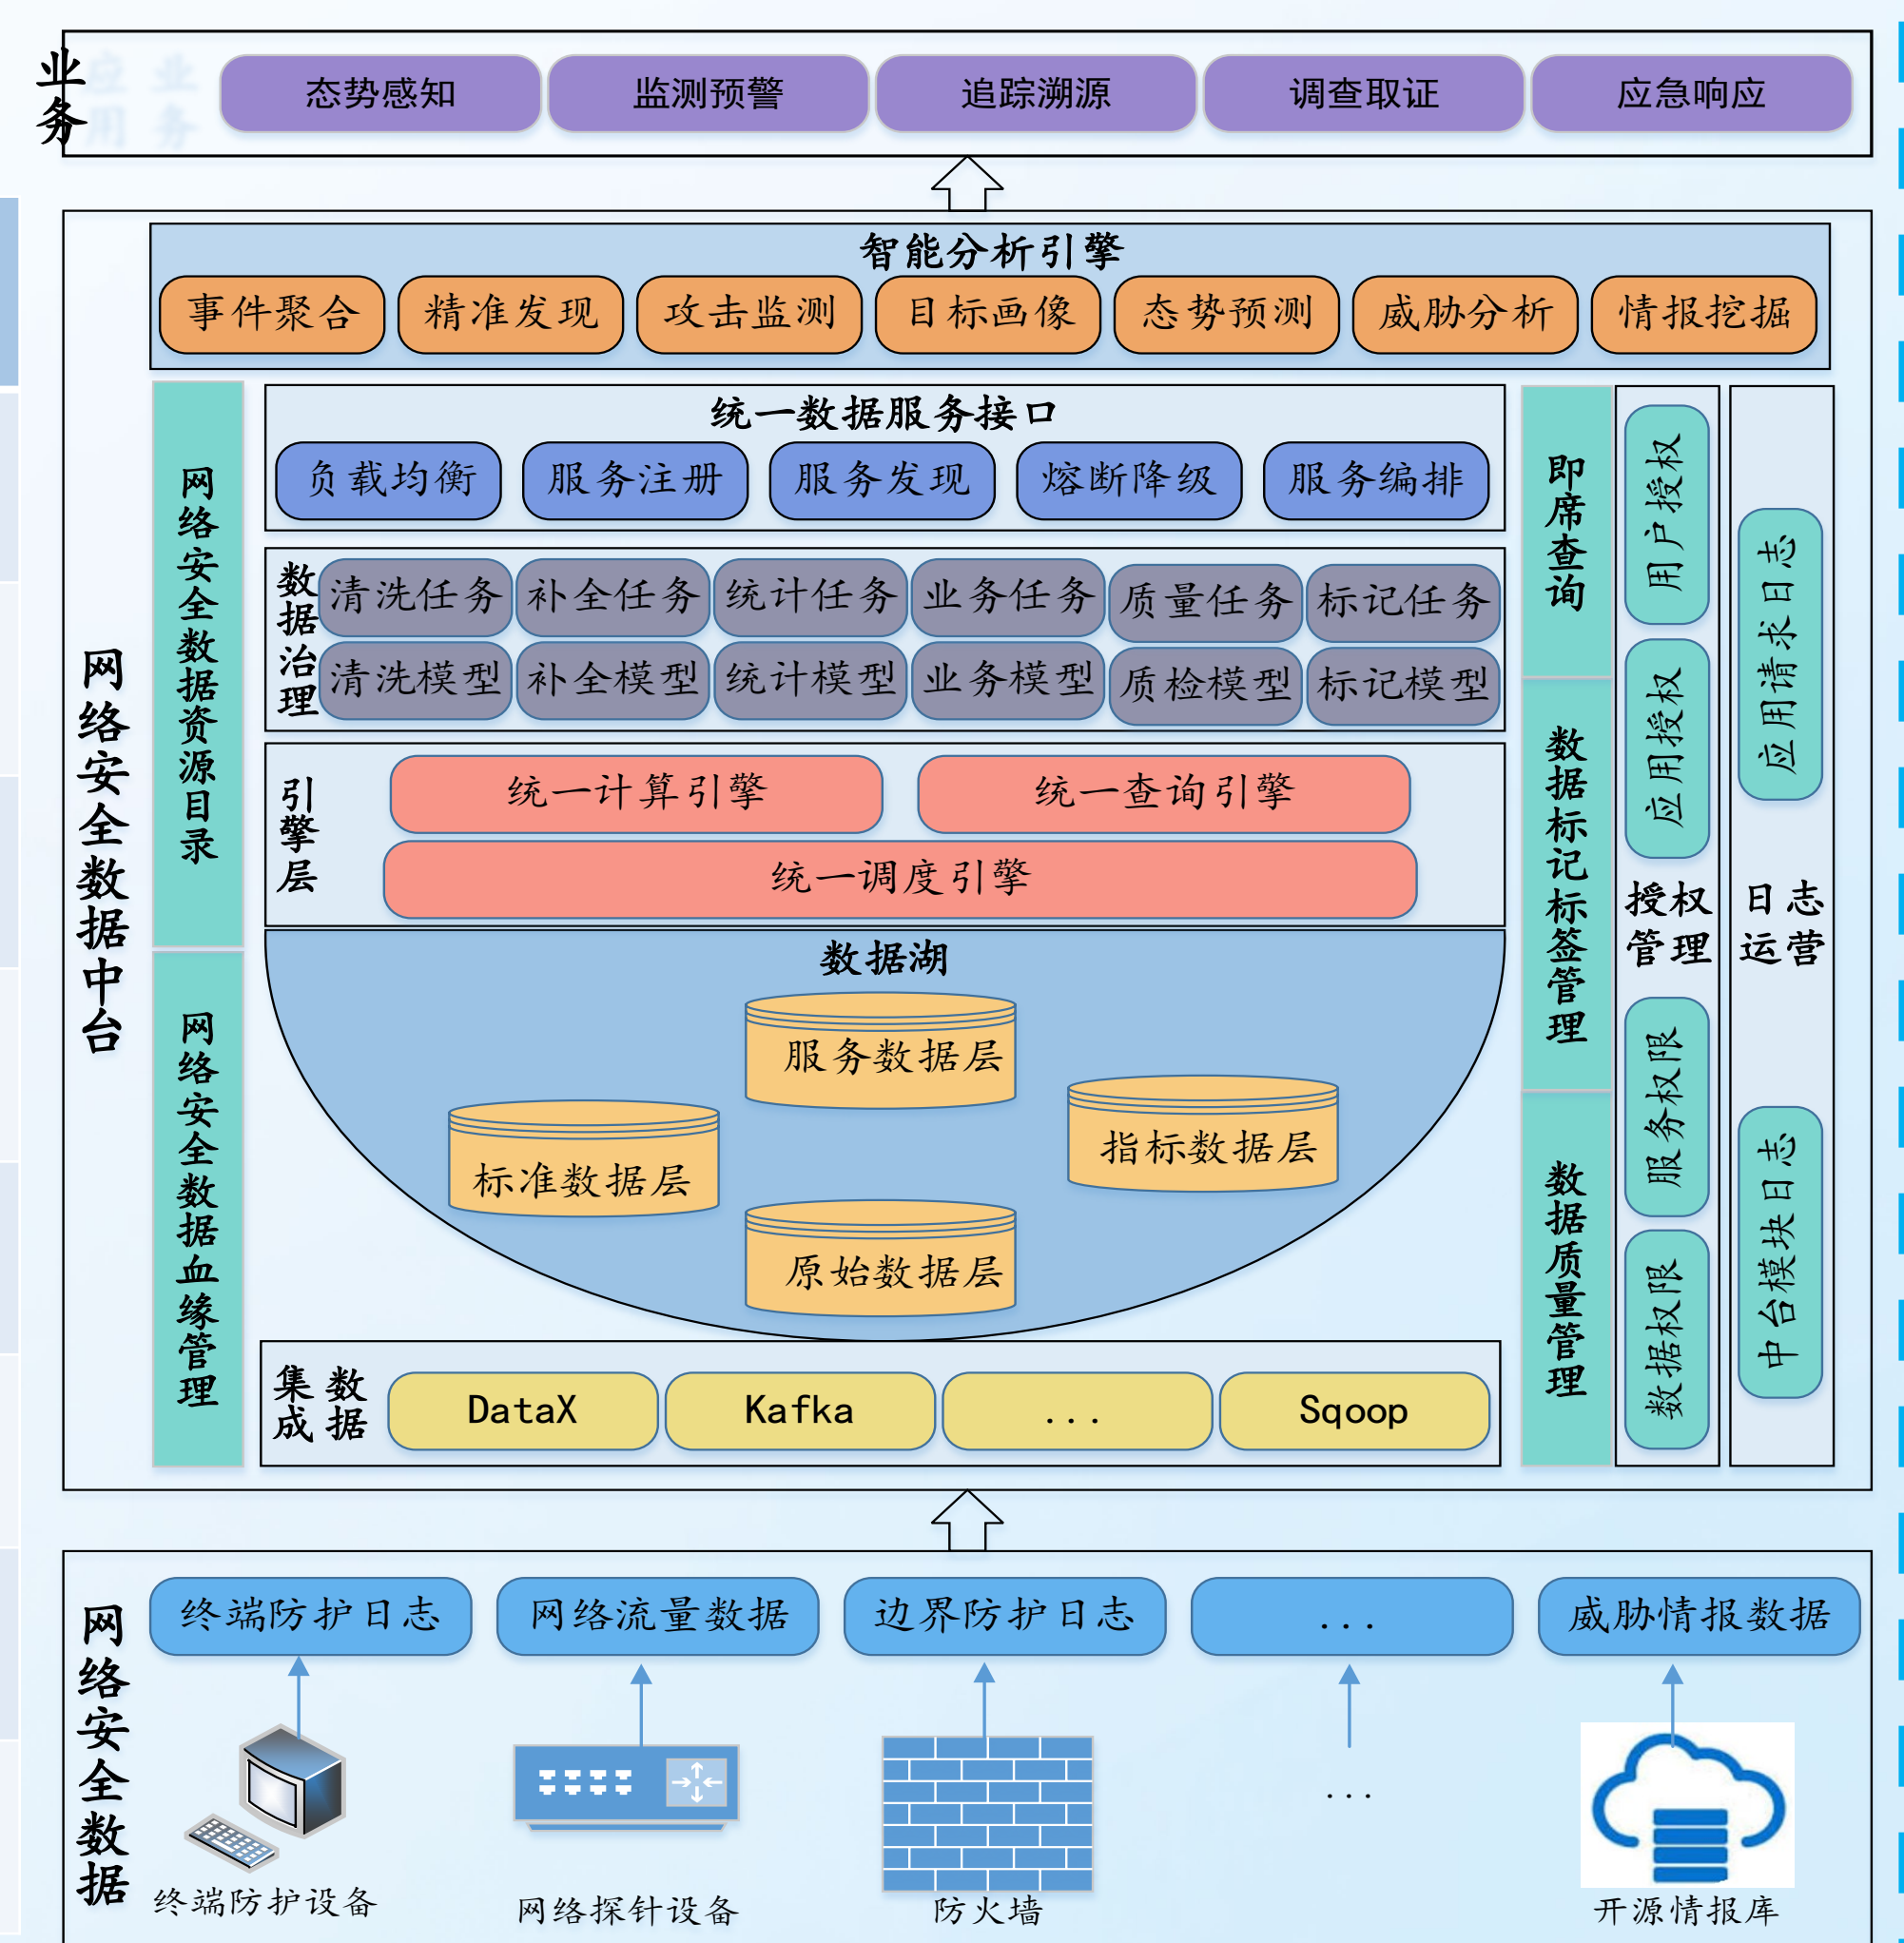 业务
应用
业务
态势感知
监测预警
追踪溯源
调查取证
应急响应
网络安全数据中台
智能分析引擎
事件聚合
精准发现
攻击监测
目标画像
态势预测
威胁分析
情报挖掘
网络安全数据资源目录
网络安全数据血缘管理
统一数据服务接口
负载均衡
服务注册
服务发现
熔断降级
服务编排
数据治理
清洗任务
补全任务
统计任务
业务任务
质量任务
标记任务
清洗模型
补全模型
统计模型
业务模型
质检模型
标记模型
引擎层
统一计算引擎
统一查询引擎
统一调度引擎
数据湖
服务数据层
指标数据层
标准数据层
原始数据层
数据
集成
DataX
Kafka
...
Sqoop
即席查询
数据标记标签管理
数据质量管理
用户授权
应用授权
授权
管理
服务权限
数据权限
应用请求日志
日志
运营
中台模块日志
网络安全数据
终端防护日志
网络流量数据
边界防护日志
...
威胁情报数据
终端防护设备
网络探针设备
防火墙
...
开源情报库